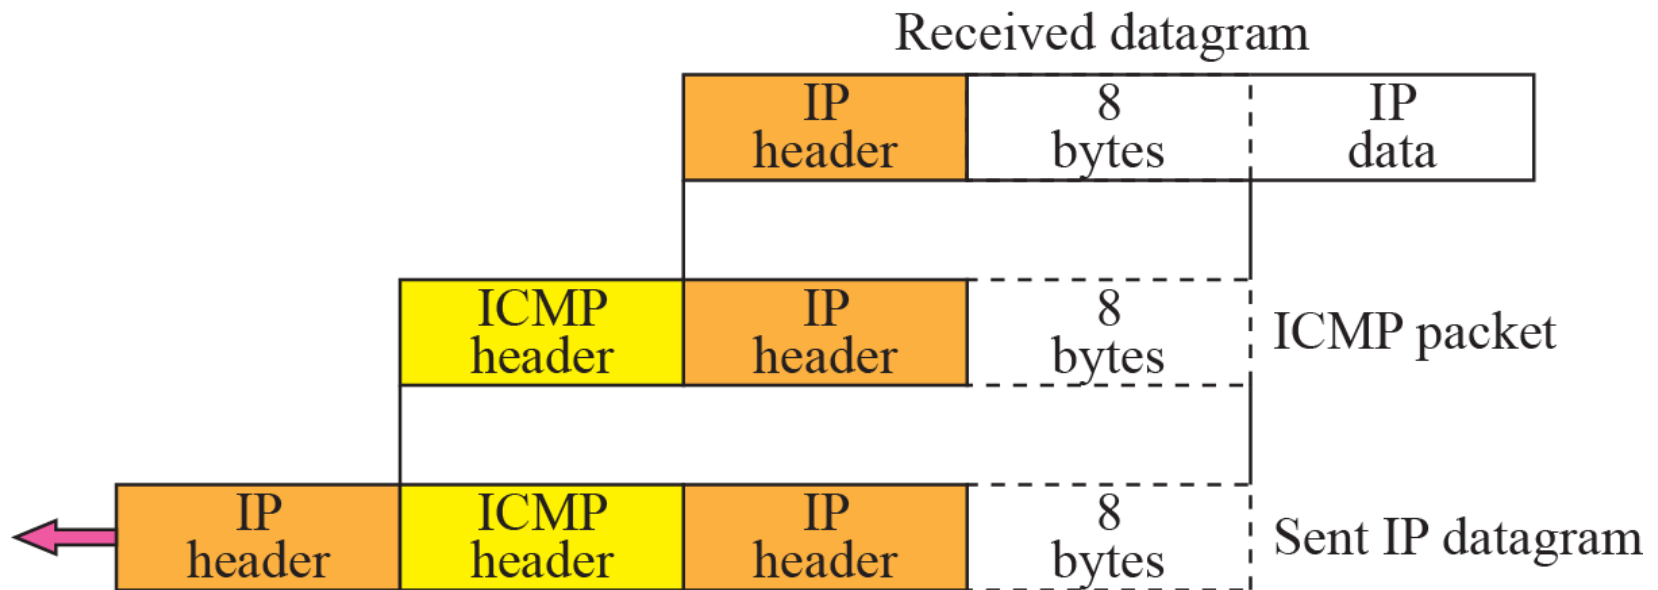 Received datagram
IP
header
8
bytes
IP
data
ICMP
header
IP
header
8
bytes
ICMP packet
IP
header
ICMP
header
IP
header
8
bytes
Sent IP datagram